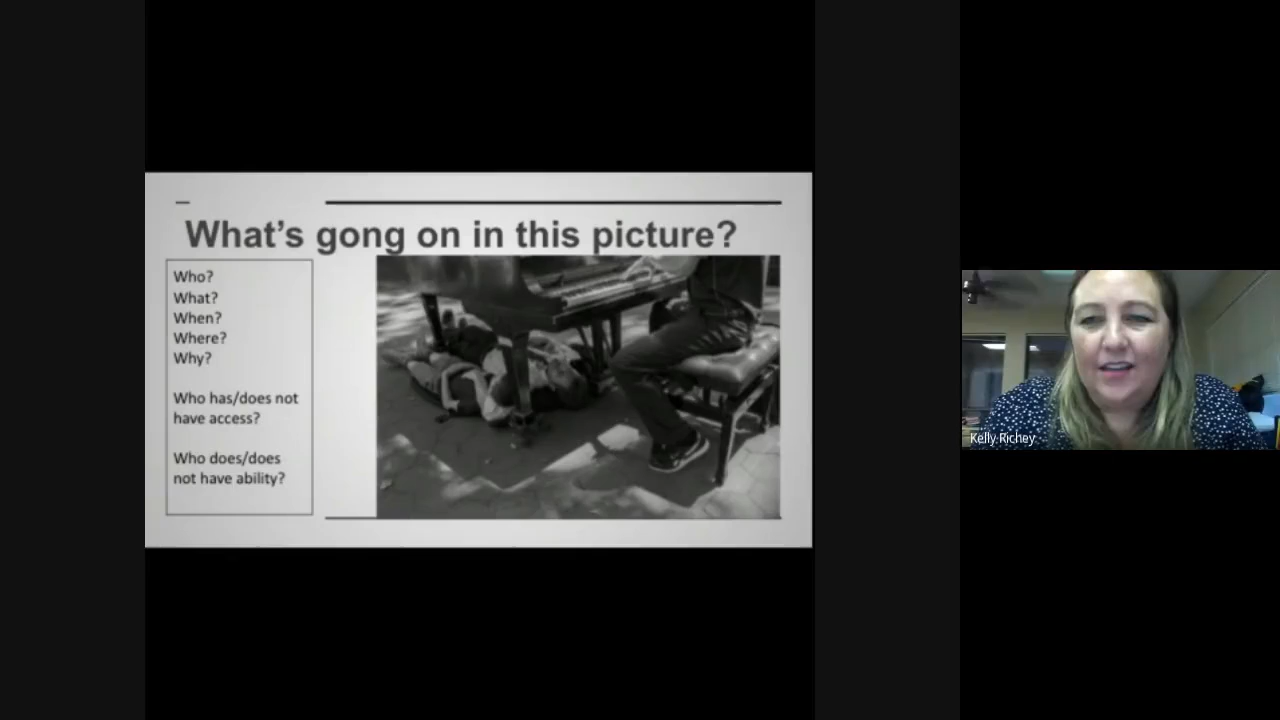 What's gong on in this picture?
Who?
What?
When?
Where?
Why?
Who has/does not
have access?
Who does/does
not have ability?
Kelly Richey